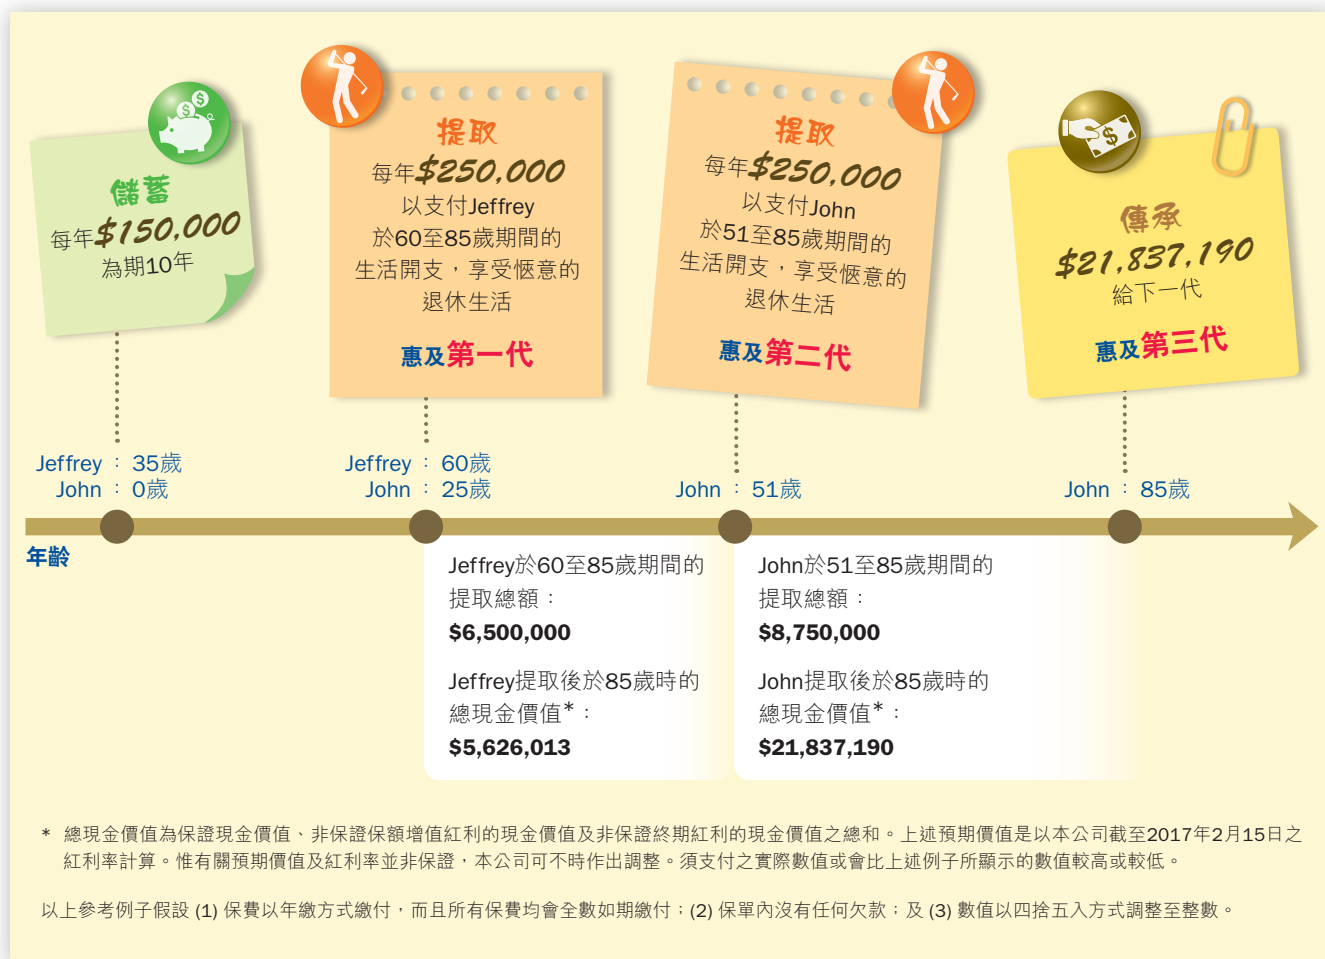 儲蓄
每年$150,000
為期10年
提取
每年$250,000
以支付Jeffrey
於60至85歲期間的
生活開支，享受愜意的
退休生活
惠及第一代
提取
每年$250,000
以支付John
於51至85歲期間的
生活開支，享受愜意的
退休生活
惠及第二代
傳承
$21,837,190
給下一代
惠及第三代
Jeffrey：35歲
John：0歲
Jeffrey：60歲
John：25歲
John：51歲
John：85歲
年齡
Jeffrey於60至85歲期間的
提取總額：
$6,500,000
Jeffrey提取後於85歲時的
總現金價值*：
$5,626,013
John於51至85歲期間的
提取總額：
$8,750,000
John提取後於85歲時的
總現金價值*：
$21,837,190
* 總現金價值為保證現金價值、非保證保額增值紅利的現金價值及非保證終期紅利的現金價值之總和。上述預期價值是以本公司截至2017年2月15日之
紅利率計算。惟有關預期價值及紅利率並非保證，本公司可不時作出調整。須支付之實際數值或會比上述例子所顯示的數值較高或較低。
以上參考例子假設 (1) 保費以年繳方式繳付，而且所有保費均會全數如期繳付；(2) 保單內沒有任何欠款；及 (3) 數值以四捨五入方式調整至整數。